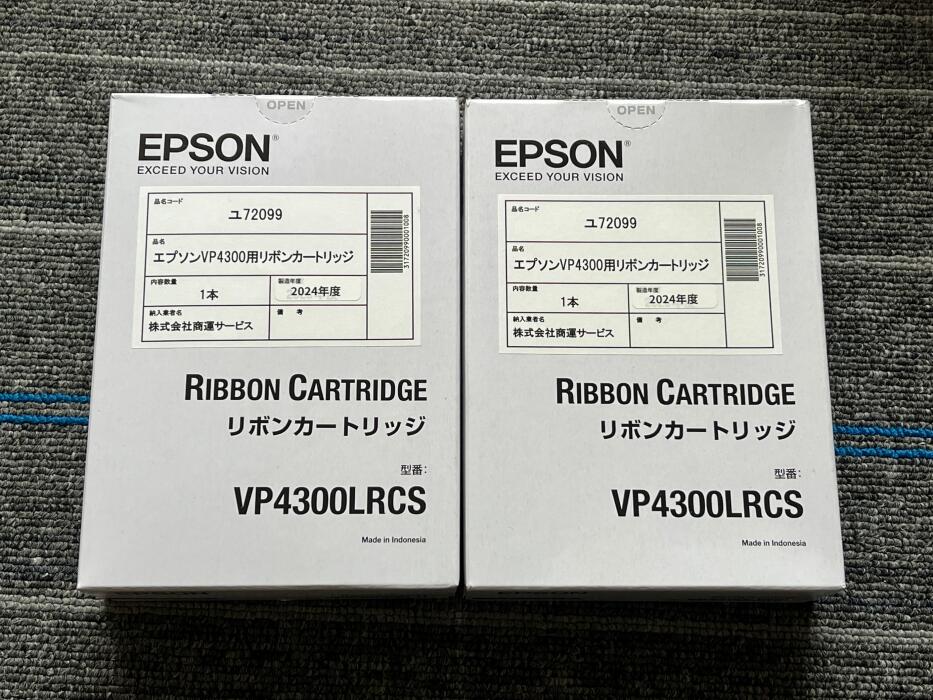 OPEN
EPSON®
EXCEED YOUR VISION
品名コード
ユ72099
品名
エプソンVP4300用リボンカートリッジ
内容数量
1本
製造年度
2024年度
納入業者名
株式会社商運サービス
備 考
31720990001008
RIBBON CARTRIDGE
リボンカートリッジ
型番:
VP4300LRCS
Made in Indonesia
OPEN
EPSON®
EXCEED YOUR VISION
品名コード
ユ72099
品名
エプソンVP4300用リボンカートリッジ
内容数量
1本
製造年度
2024年度
納入業者名
株式会社商運サービス
備 考
31720990001008
RIBBON CARTRIDGE
リボンカートリッジ
型番:
VP4300LRCS
Made in Indonesia